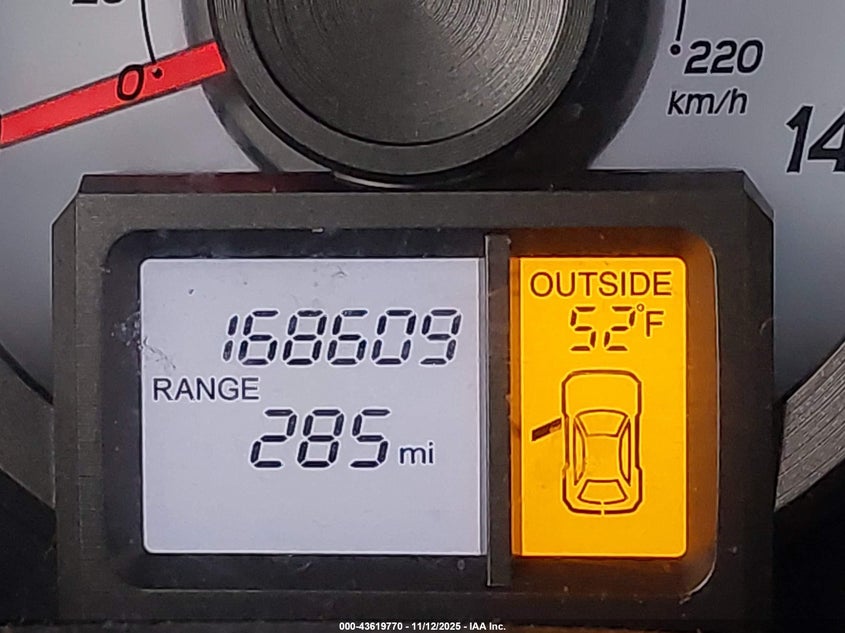 0
220
km/h
14
168609
RANGE
285 mi
OUTSIDE
52°F
000-43619770 - 11/12/2025 - IAA Inc.